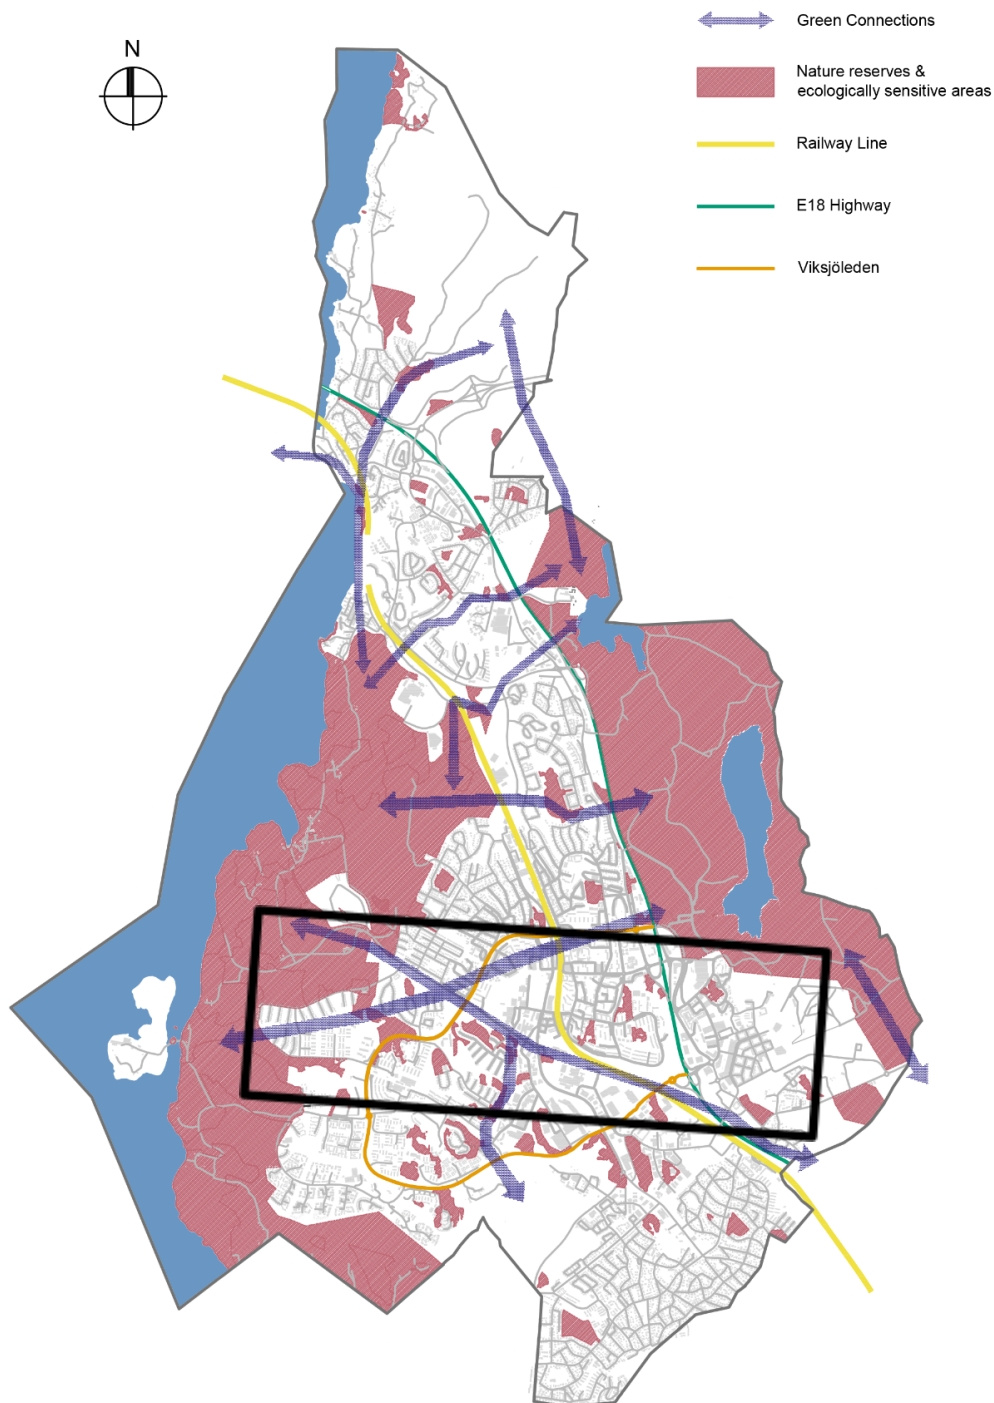 Green Connections
N
Nature reserves &
ecologically sensitive areas
Railway Line
E18 Highway
Viksjöleden